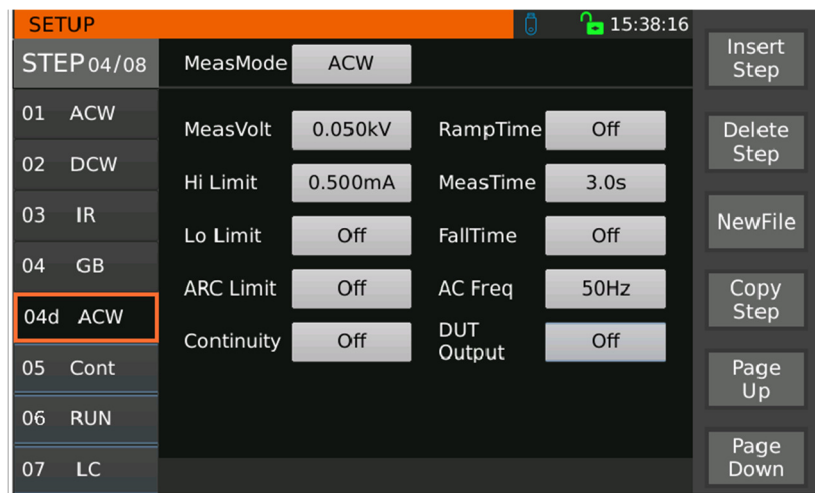 SETUP
15:38:16
STEP 04/08
01 ACW
02 DCW
03 IR
04 GB
04d ACW
05 Cont
06 RUN
07 LC
MeasMode ACW
MeasVolt 0.050kV RampTime Off
Hi Limit 0.500mA MeasTime 3.0s
Lo Limit Off FallTime Off
ARC Limit Off AC Freq 50Hz
Continuity Off DUT
Output Off
Insert
Step
Delete
Step
NewFile
Copy
Step
Page
Up
Page
Down